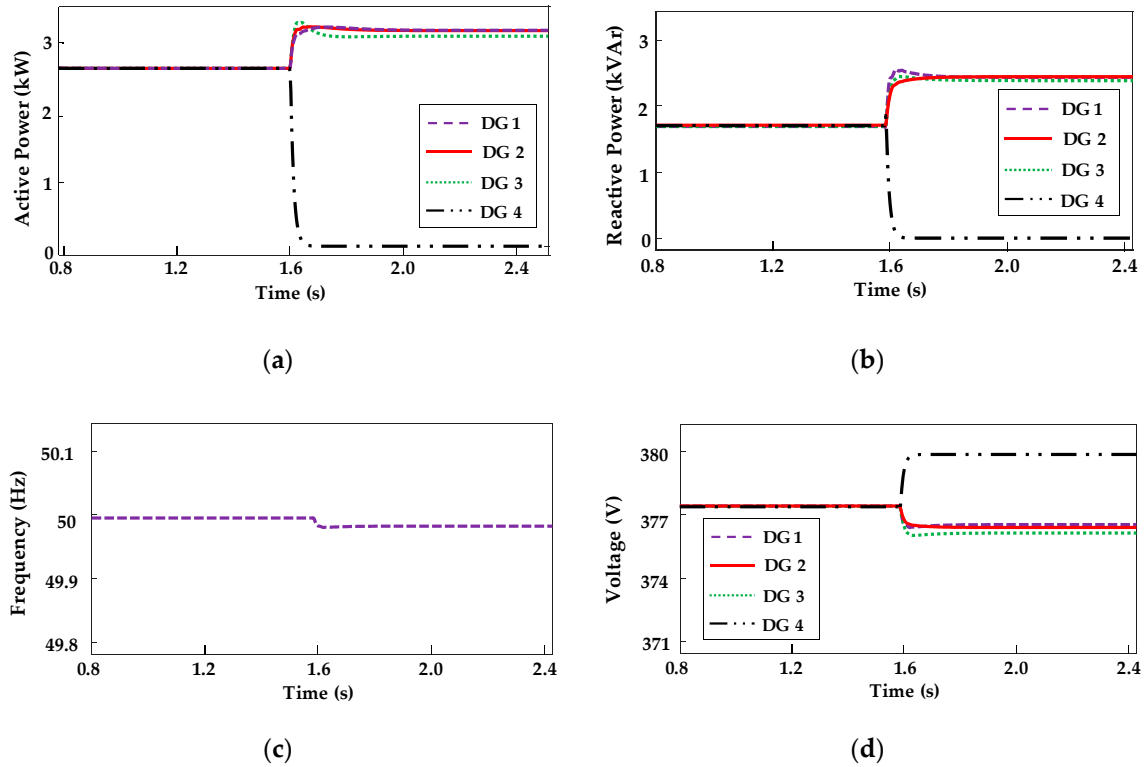 Active Power (kW)
3
2
1
0
0.8 1.2 1.6 2.0 2.4
Time (s)
DG 1
DG 2
DG 3
DG 4
(a)
Reactive Power (kVAr)
3
2
1
0
0.8 1.2 1.6 2.0 2.4
Time (s)
DG 1
DG 2
DG 3
DG 4
(b)
Frequency (Hz)
50.1
50
49.9
49.8
0.8 1.2 1.6 2.0 2.4
Time (s)
(c)
Voltage (V)
380
377
374
371
0.8 1.2 1.6 2.0 2.4
Time (s)
DG 1
DG 2
DG 3
DG 4
(d)